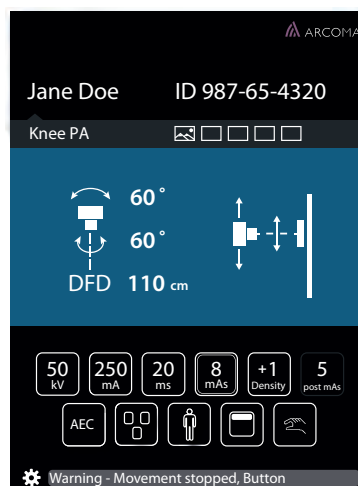 ARCOMA
Jane Doe ID 987-65-4320
Knee PA
60°
60°
DFD 110 cm
50 kV
250 mA
20 ms
8 mAs
+1 Density
5 post mAs
AEC
Warning - Movement stopped, Button